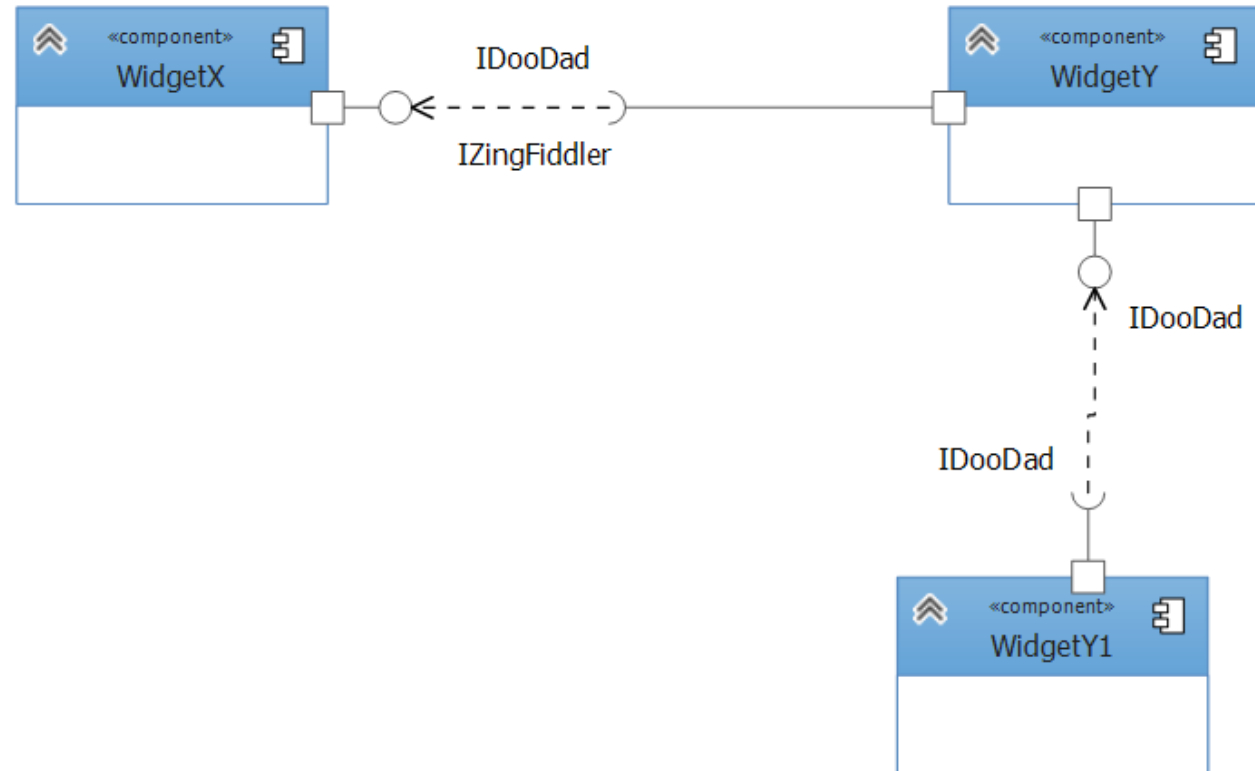 «component»
WidgetX
IDooDad
IZingFiddler
«component»
WidgetY
IDooDad
IDooDad
«component»
WidgetY1